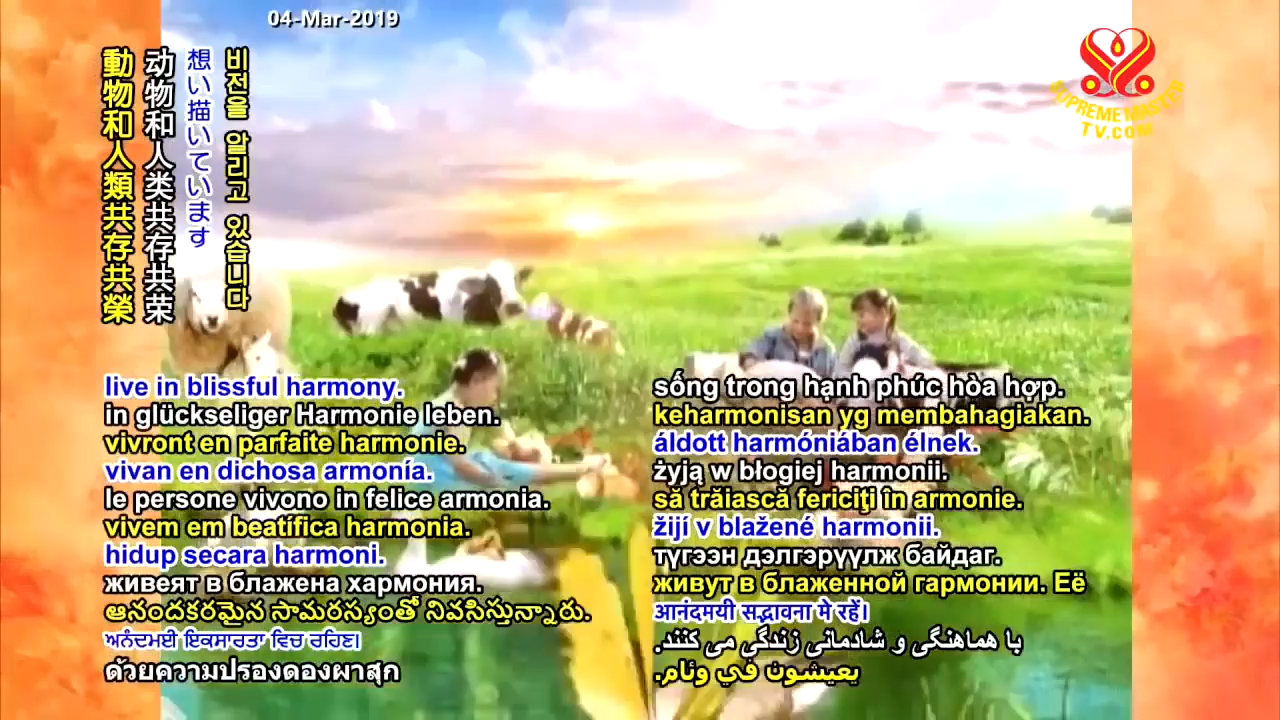 04-Mar-2019
SUPREME MASTER
TV.COM
動物和人類共存共榮
动物和人类共存共荣
想い描いています
비전을 알리고 있습니다
live in blissful harmony.
in glückseliger Harmonie leben.
vivront en parfaite harmonie.
vivan en dichosa armonía.
le persone vivono in felice armonia.
vivem em beatífica harmonia.
hidup secara harmoni.
живеят в блажена хармония.
ఆనందకరమైన సామరస్యంతో నివసిస్తున్నారు.
ਅਨੰਦਮਈ ਇਕਸਾਰਤਾ ਵਿਚ ਰਹਿਣ।
ด้วยความปรองดองผาสุก
sống trong hạnh phúc hòa hợp.
keharmonisan yg membahagiakan.
áldott harmóniában élnek.
żyją w błogiej harmonii.
să trăiască fericiţi în armonie.
žijí v blažené harmonii.
түгээн дэлгэрүүлж байдаг.
живут в блаженной гармонии. Её
आनंदमयी सद्भावना मे रहें।
با هماهنگی و شادمانی زندگی می کنند.
يعيشون في وئام.